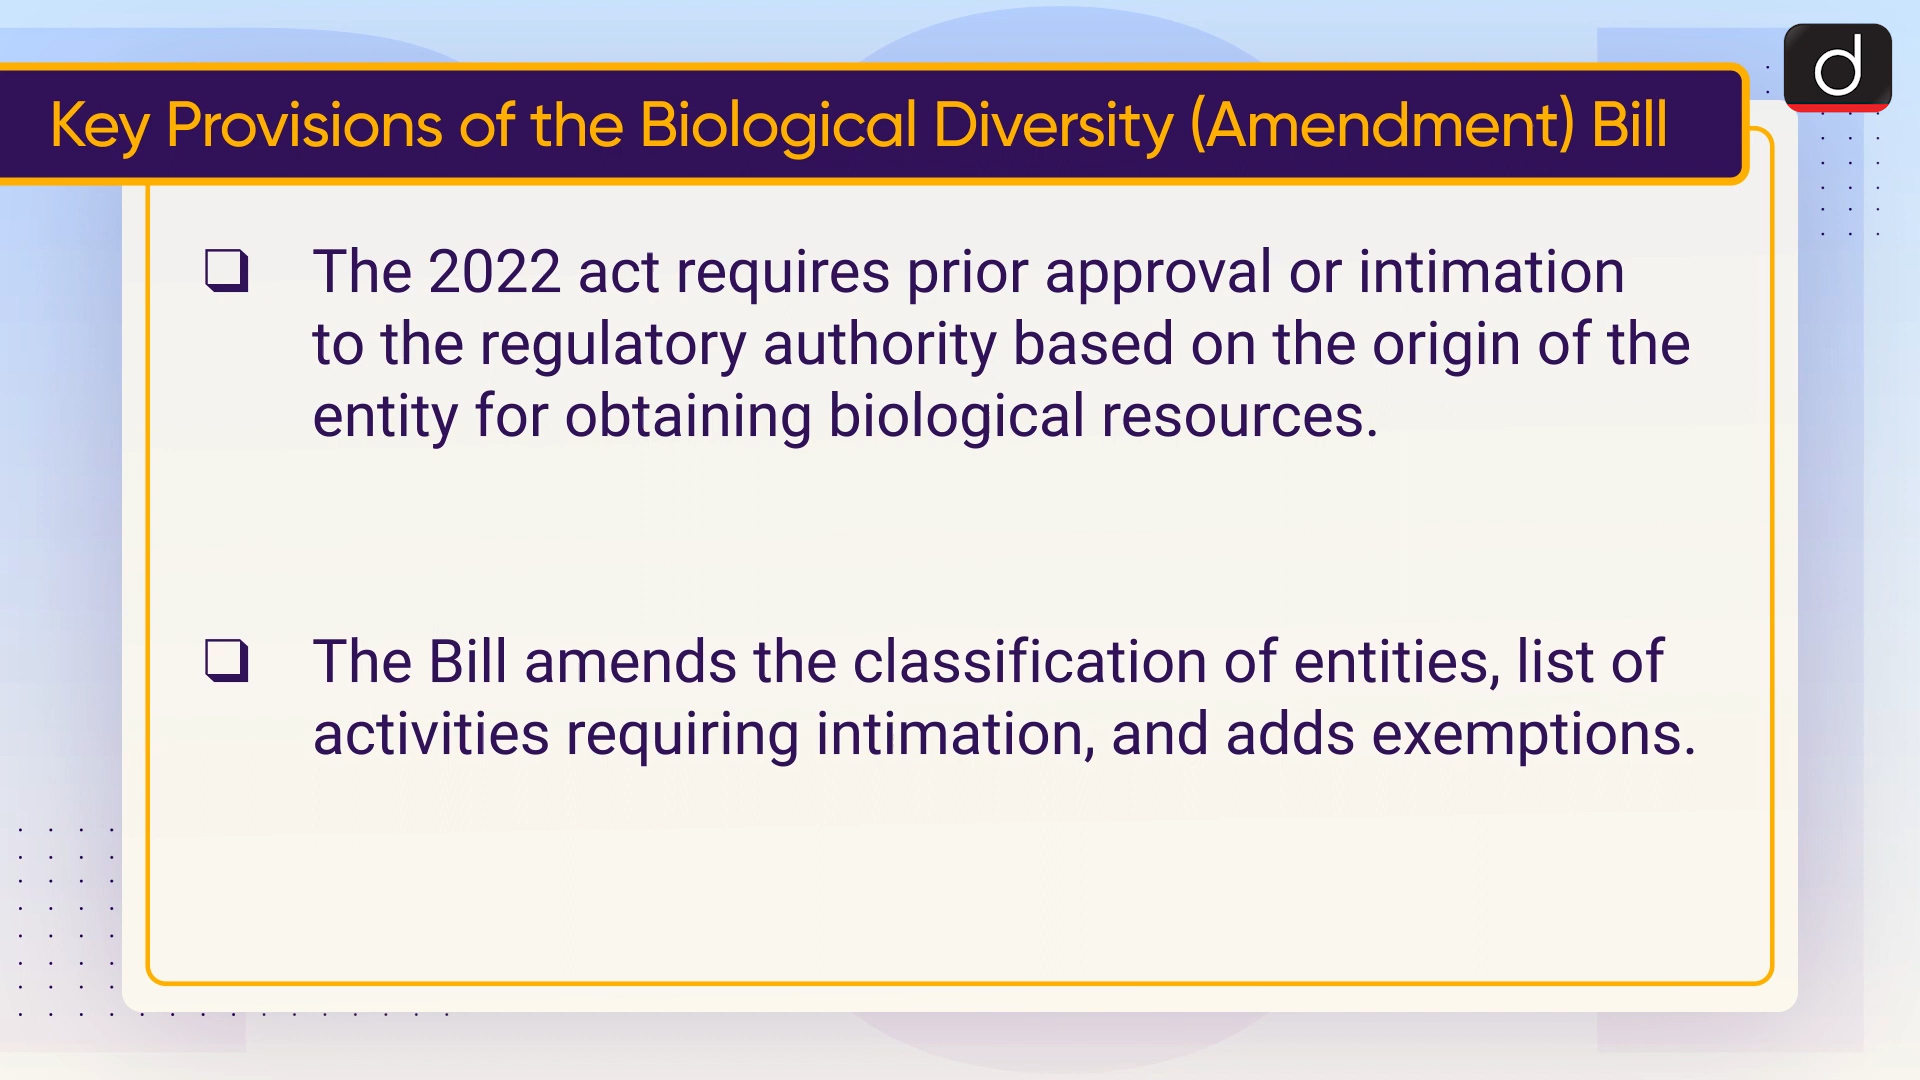 Key Provisions of the Biological Diversity (Amendment) Bill
d
The 2022 act requires prior approval or intimation
to the regulatory authority based on the origin of the
entity for obtaining biological resources.
The Bill amends the classification of entities, list of
activities requiring intimation, and adds exemptions.